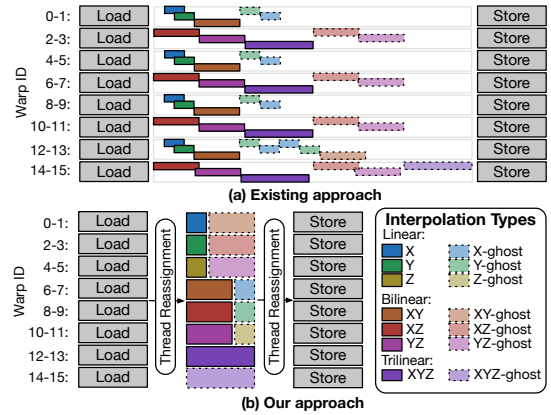 Warp ID
0-1: Load Store
2-3: Load Store
4-5: Load Store
6-7: Load Store
8-9: Load Store
10-11: Load Store
12-13: Load Store
14-15: Load Store
(a) Existing approach
Warp ID
Thread Reassignment
Thread Reassignment
0-1: Load Store
2-3: Load Store
4-5: Load Store
6-7: Load Store
8-9: Load Store
10-11: Load Store
12-13: Load Store
14-15: Load Store
Interpolation Types
Linear:
X X-ghost
Y Y-ghost
Z Z-ghost
Bilinear:
XY XY-ghost
XZ XZ-ghost
YZ YZ-ghost
Trilinear:
XYZ XYZ-ghost
(b) Our approach